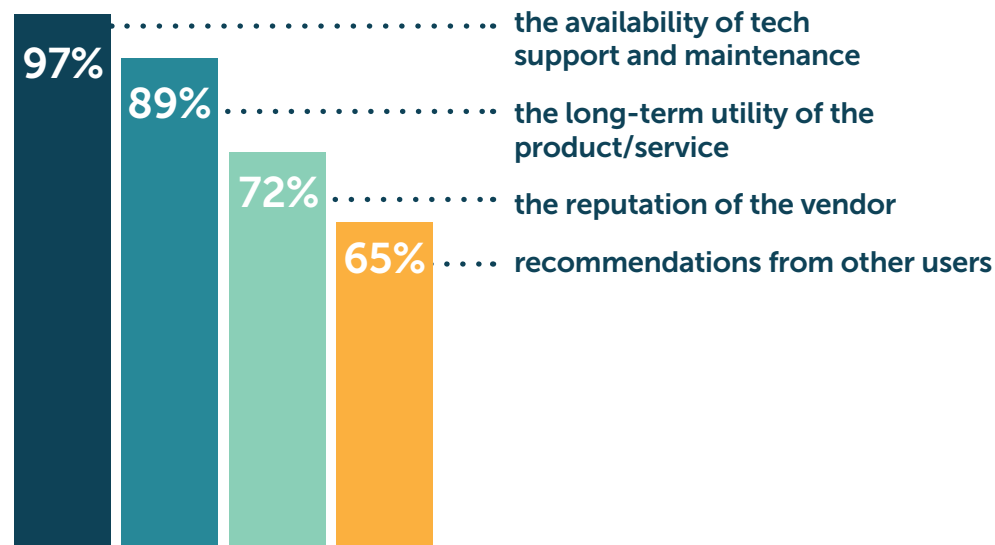 97%
the availability of tech
support and maintenance
89%
the long-term utility of the
product/service
72%
the reputation of the vendor
65%
recommendations from other users